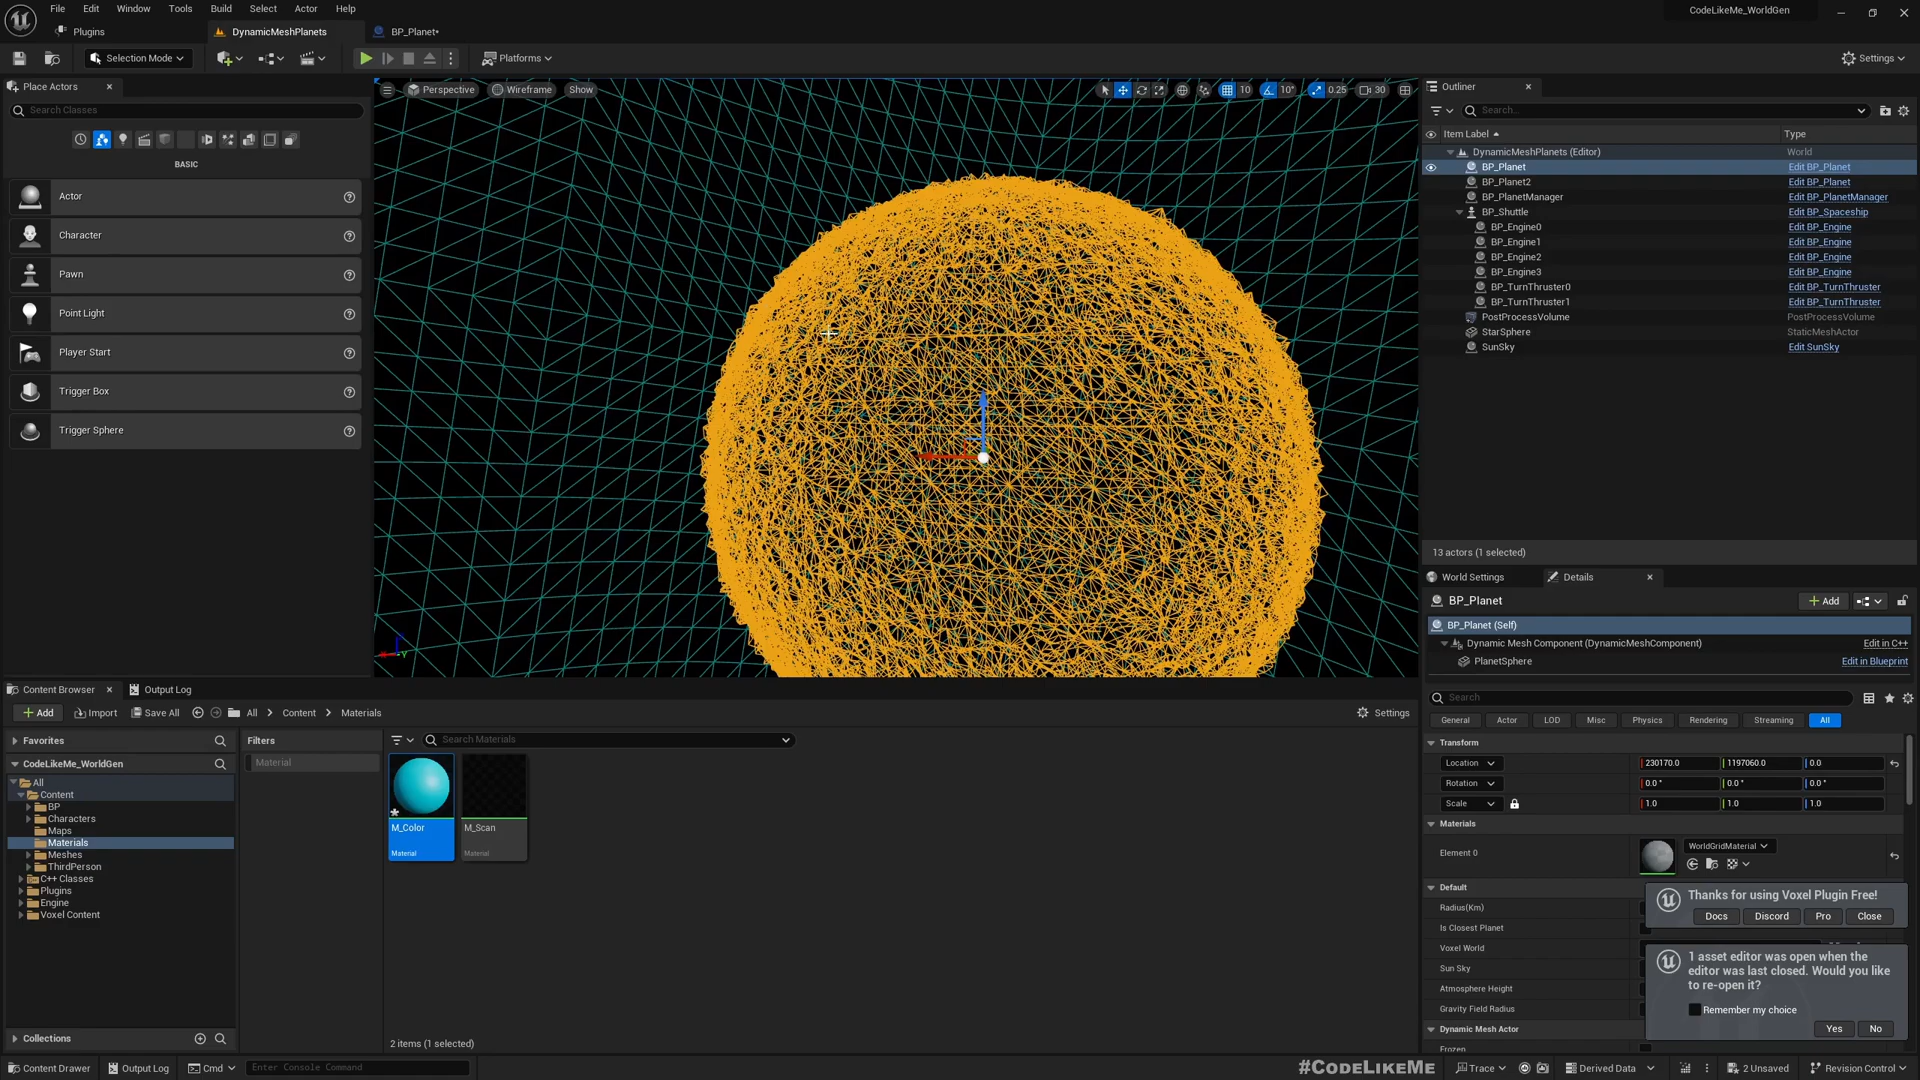 File Edit Window Tools Build Select Actor Help
CodeLikeMe_WorldGen
Plugins
DynamicMeshPlanets
BP_Planet•
Selection Mode
Platforms
Settings
Place Actors
Search Classes
BASIC
Actor
Character
Pawn
Point Light
Player Start
Trigger Box
Trigger Sphere
Perspective Wireframe Show
10 10° 0.25 30
Outliner
Search...
Item Label Type
DynamicMeshPlanets (Editor) World
BP_Planet Edit BP_Planet
BP_Planet2 Edit BP_Planet
BP_PlanetManager Edit BP_PlanetManager
BP_Shuttle Edit BP_Spaceship
BP_Engine0 Edit BP_Engine
BP_Engine1 Edit BP_Engine
BP_Engine2 Edit BP_Engine
BP_Engine3 Edit BP_Engine
BP_TurnThruster0 Edit BP_TurnThruster
BP_TurnThruster1 Edit BP_TurnThruster
PostProcessVolume PostProcessVolume
StarSphere StaticMeshActor
SunSky Edit SunSky
13 actors (1 selected)
World Settings Details
BP_Planet
+ Add
BP_Planet (Self)
Dynamic Mesh Component (DynamicMeshComponent) Edit in C++
PlanetSphere Edit in Blueprint
Search
General Actor LOD Misc Physics Rendering Streaming All
Transform
Location 230170.0 1197060.0 0.0
Rotation 0.0 ° 0.0 ° 0.0 °
Scale 1.0 1.0 1.0
Materials
Element 0 WorldGridMaterial
Default
Radius(Km)
Is Closest Planet
Voxel World
Sun Sky
Atmosphere Height
Gravity Field Radius
Dynamic Mesh Actor
Frozen
Thanks for using Voxel Plugin Free!
Docs Discord Pro Close
1 asset editor was open when the
editor was last closed. Would you like
to re-open it?
Remember my choice
Yes No
Content Browser Output Log
+ Add Import Save All All Content Materials Settings
Favorites
CodeLikeMe_WorldGen
All
Content
BP
Characters
Maps
Materials
Meshes
ThirdPerson
C++ Classes
Plugins
Engine
Voxel Content
Collections
Filters
Material
Search Materials
M_Color M_Scan
Material Material
2 items (1 selected)
Content Drawer Output Log Cmd Enter Console Command
#CodeLikeMe
Trace Derived Data 2 Unsaved Revision Control